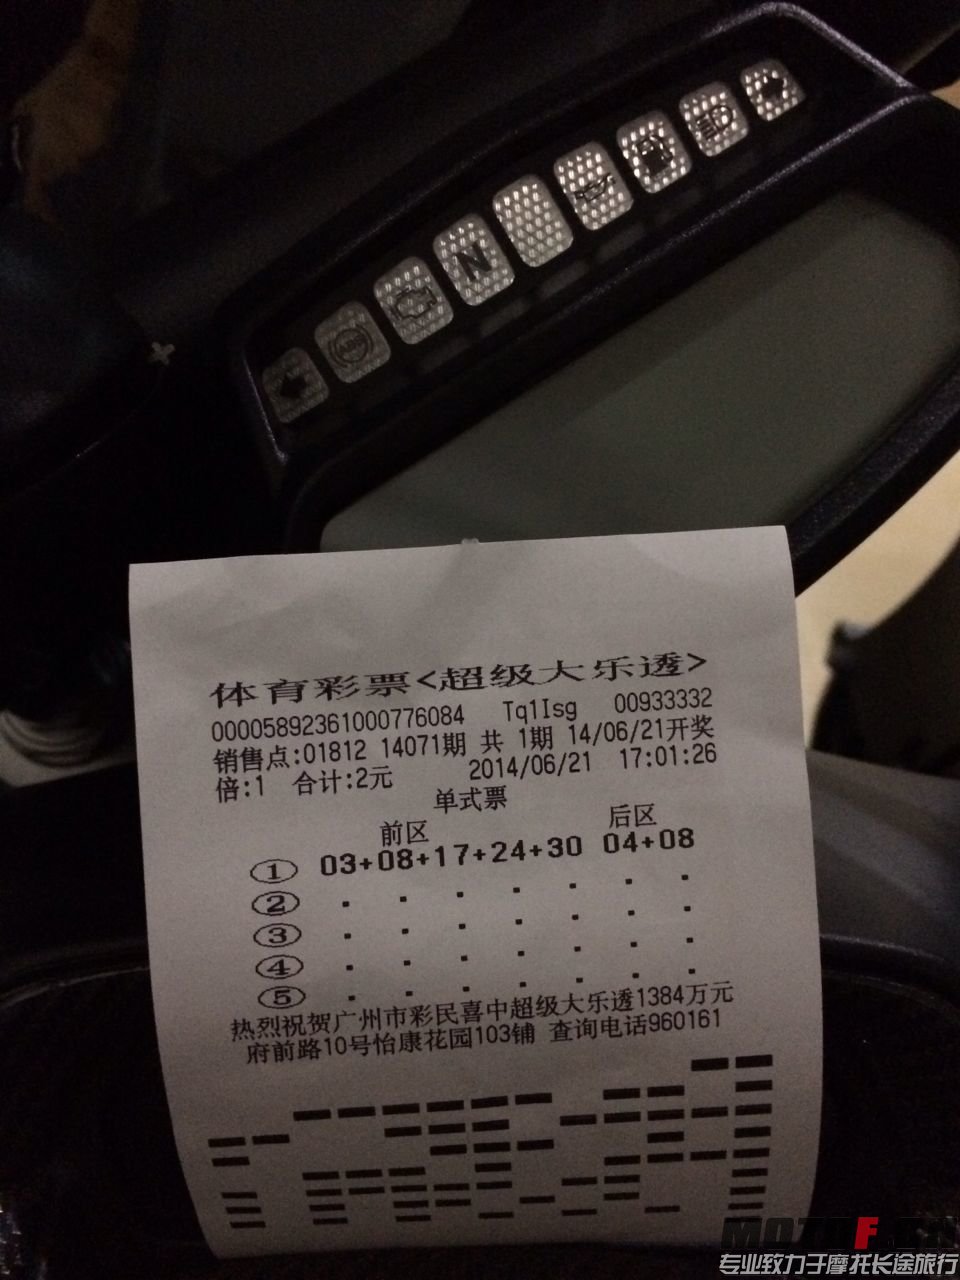 N
ABS
体育彩票<超级大乐透>
000058923610007​76084 Tq1Isg 00933332
销售点:01812 14071期 共 1期 14/06/21开奖
倍:1 合计:2元 2014/06/21 17:01:26
单式票
前区 后区
① 03+08+17+24+30 04+08
②
③
④
⑤
热烈祝贺广州市彩民喜中超级大乐透1384万元
府前路10号怡康花园103铺 查询电话960161
专业致力于摩托长途旅行